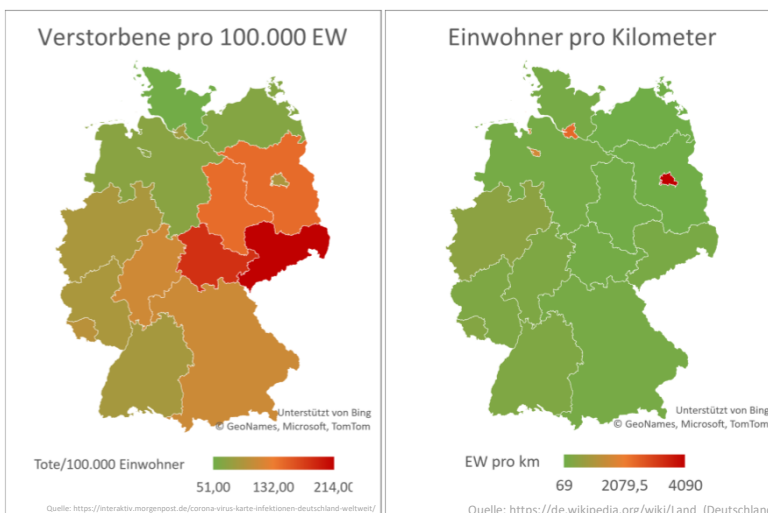 Verstorbene pro 100.000 EW
Unterstützt von Bing
© GeoNames, Microsoft, TomTom
Tote/100.000 Einwohner
51,00 132,00 214,00
Quelle: https://interaktiv.morgenpost.de/corona-virus-karte-infektionen-deutschland-weltweit/
Einwohner pro Kilometer
Unterstützt von Bing
© GeoNames, Microsoft, TomTom
EW pro km
69 2079,5 4090
Quelle: https://de.wikipedia.org/wiki/Land_(Deutschland